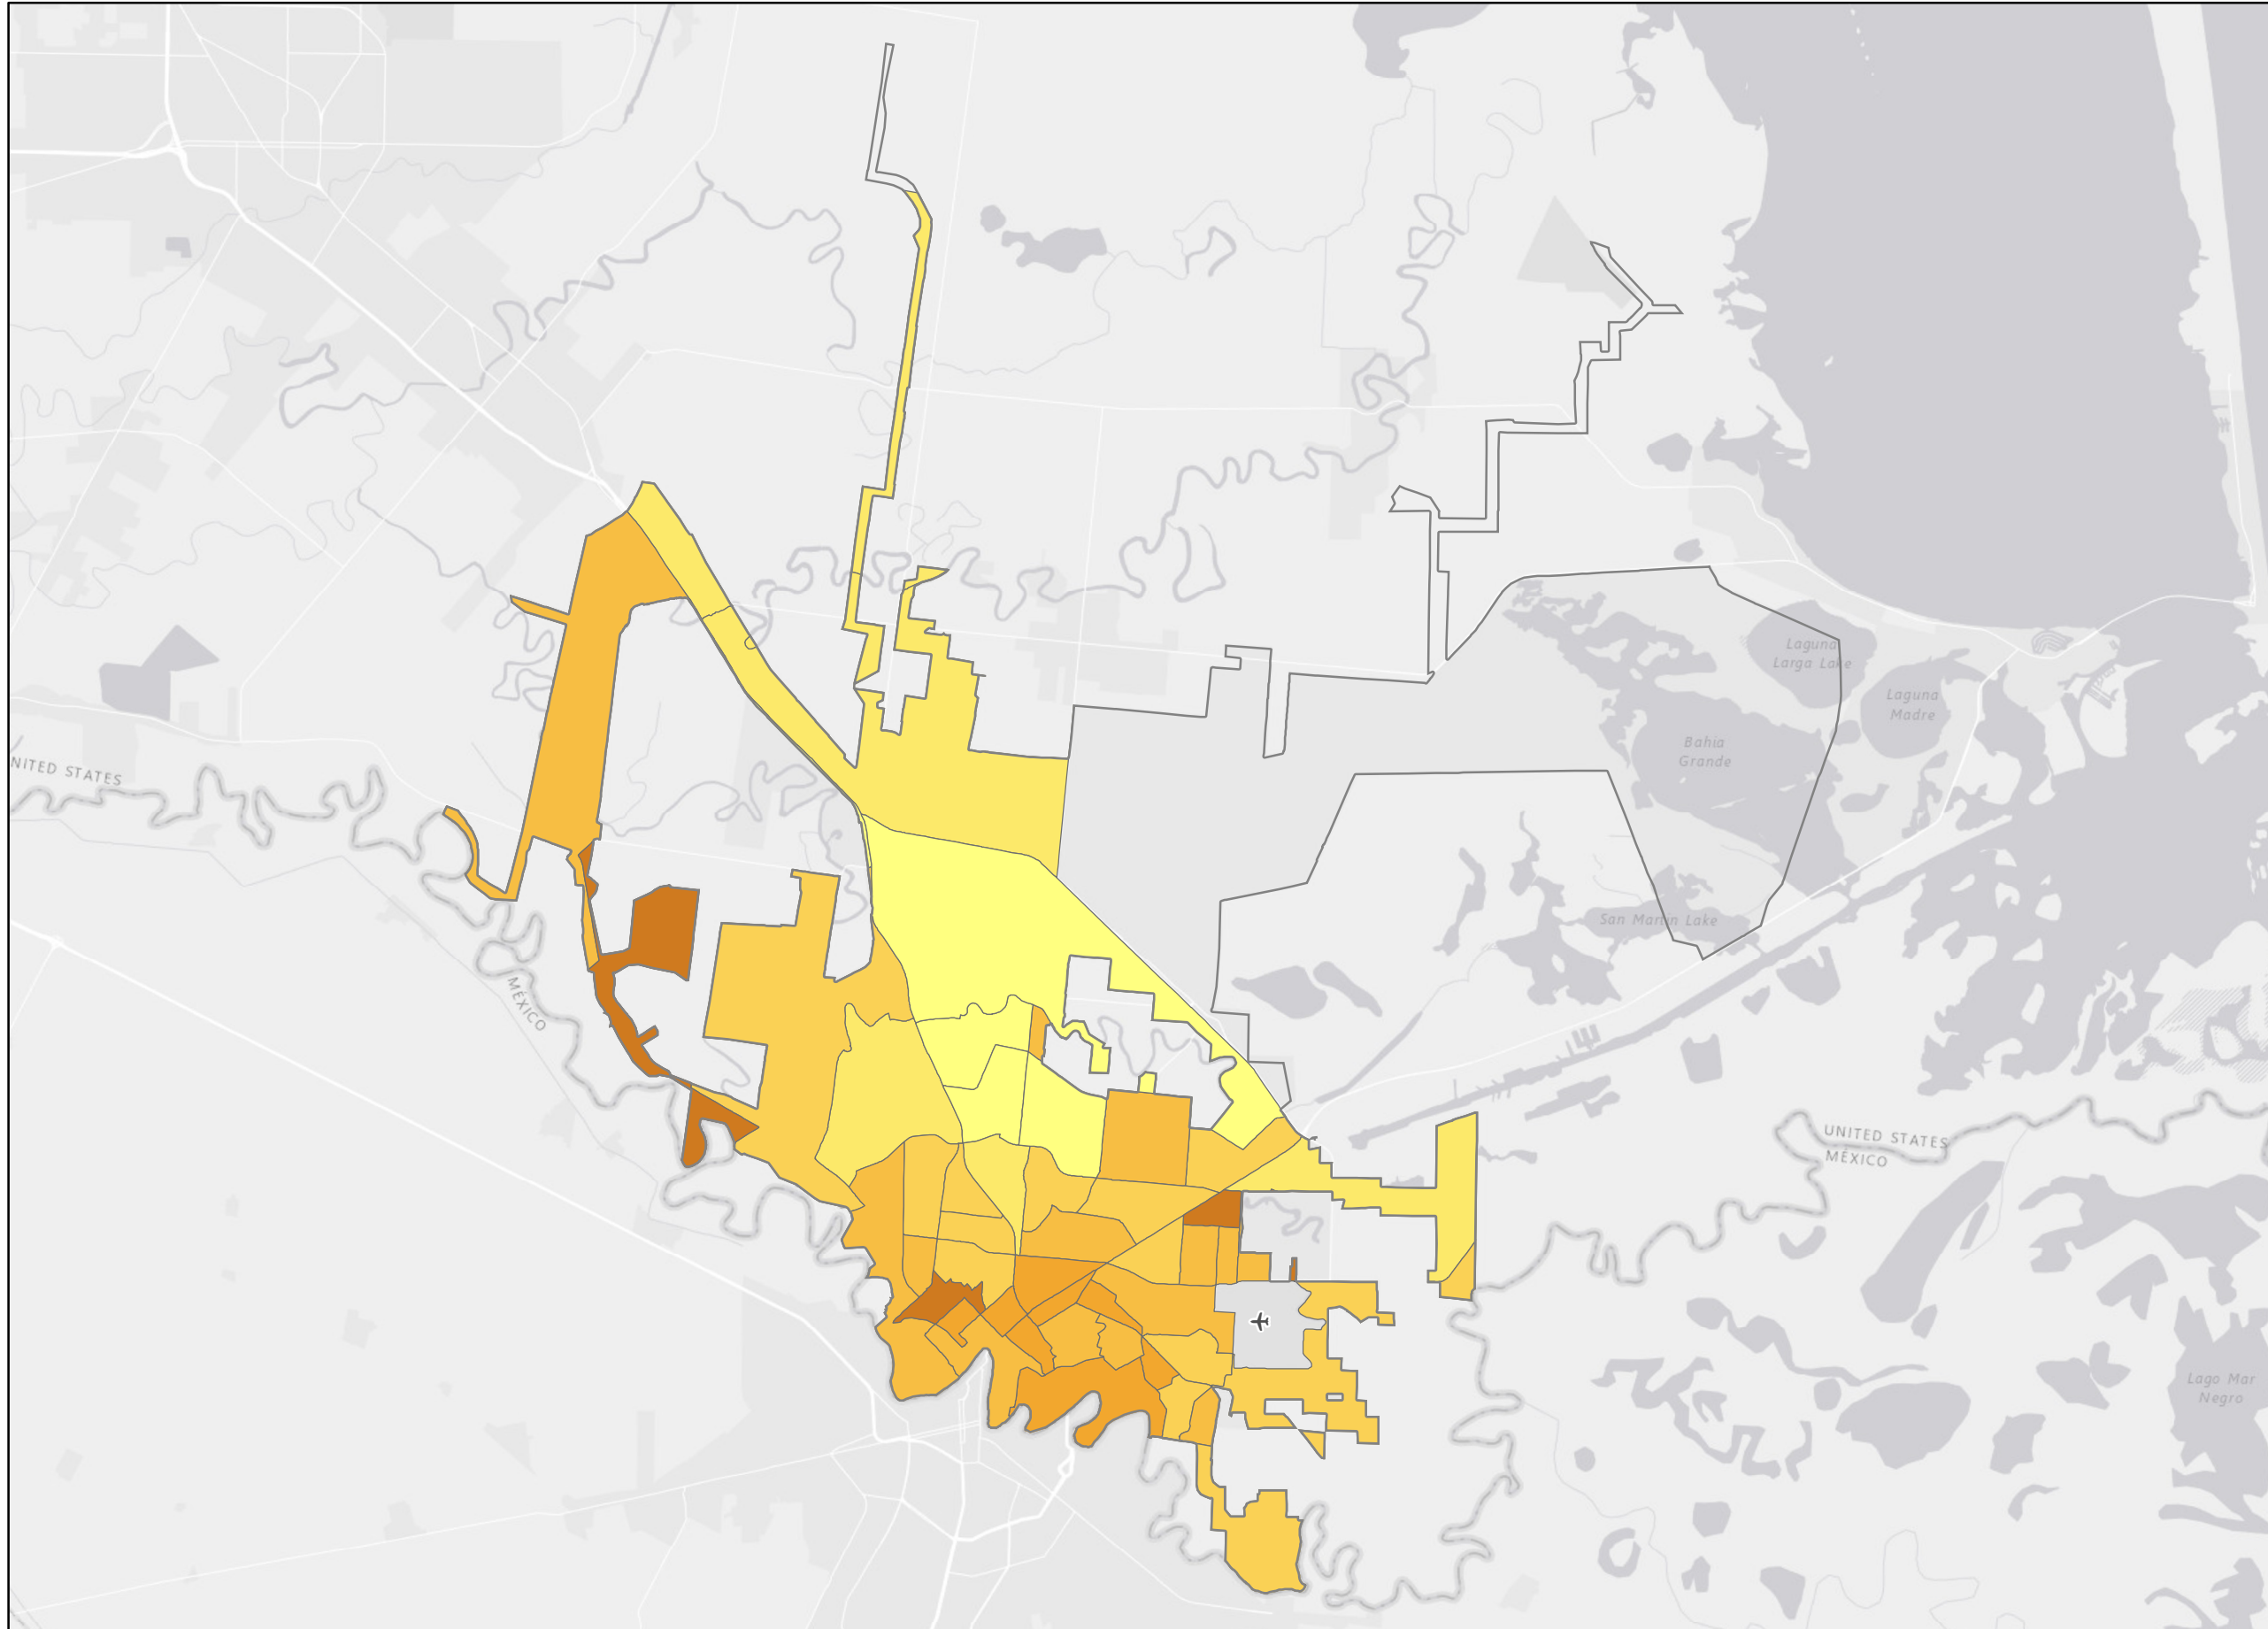 Laguna
Larga Lake
Laguna
Madre
Bahia
Grande
NITED STATES
San Martin Lake
MÉXICO
UNITED STATES
MÉXICO
Lago Mar
Negro